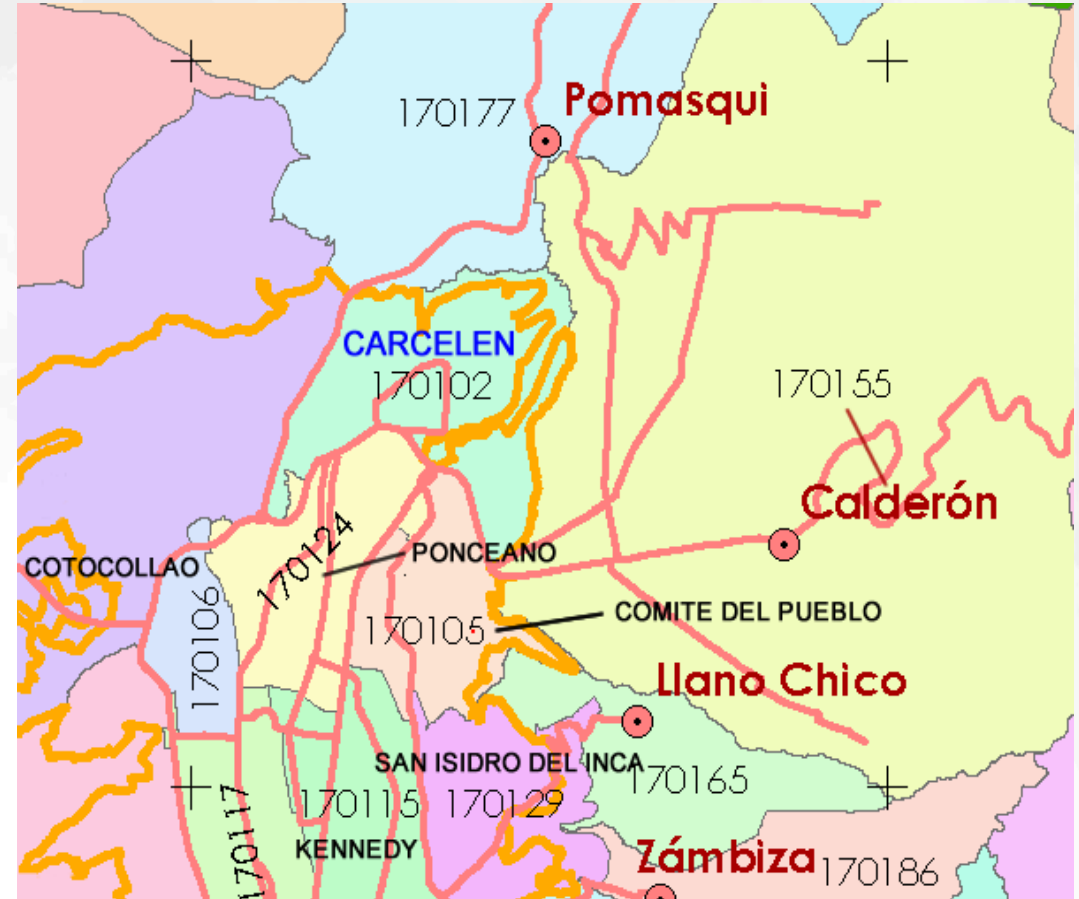 Pomasqui
170177
CARCELEN
170102
170155
Calderón
170124
PONCEANO
COTOCOLLAO
170106
170105
COMITE DEL PUEBLO
Llano Chico
SAN ISIDRO DEL INCA
170165
170117
170115
170129
KENNEDY
Zámbiza
170186